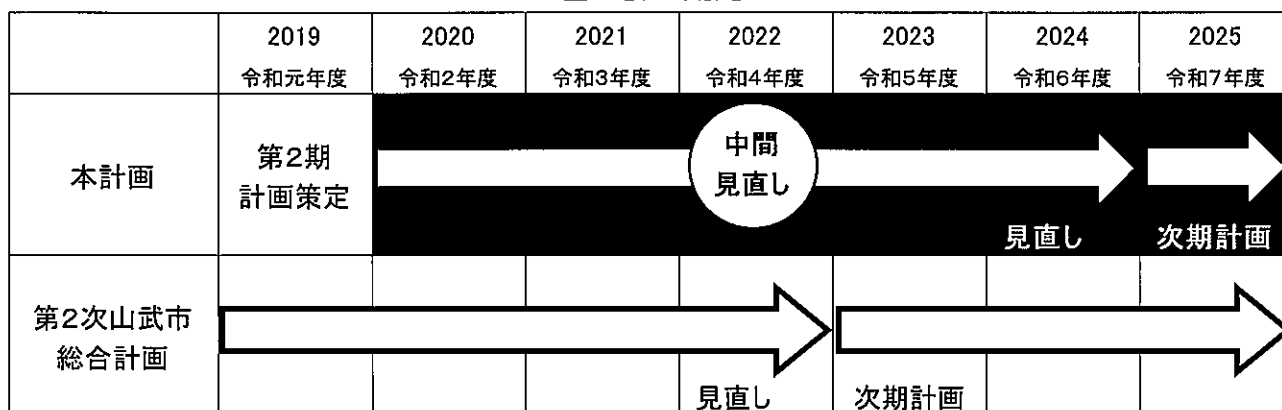 2019 2020 2021 2022 2023 2024 2025
令和元年度 令和2年度 令和3年度 令和4年度 令和5年度 令和6年度 令和7年度
本計画
第2期
計画策定
中間
見直し
見直し
次期計画
第2次山武市
総合計画
見直し
次期計画